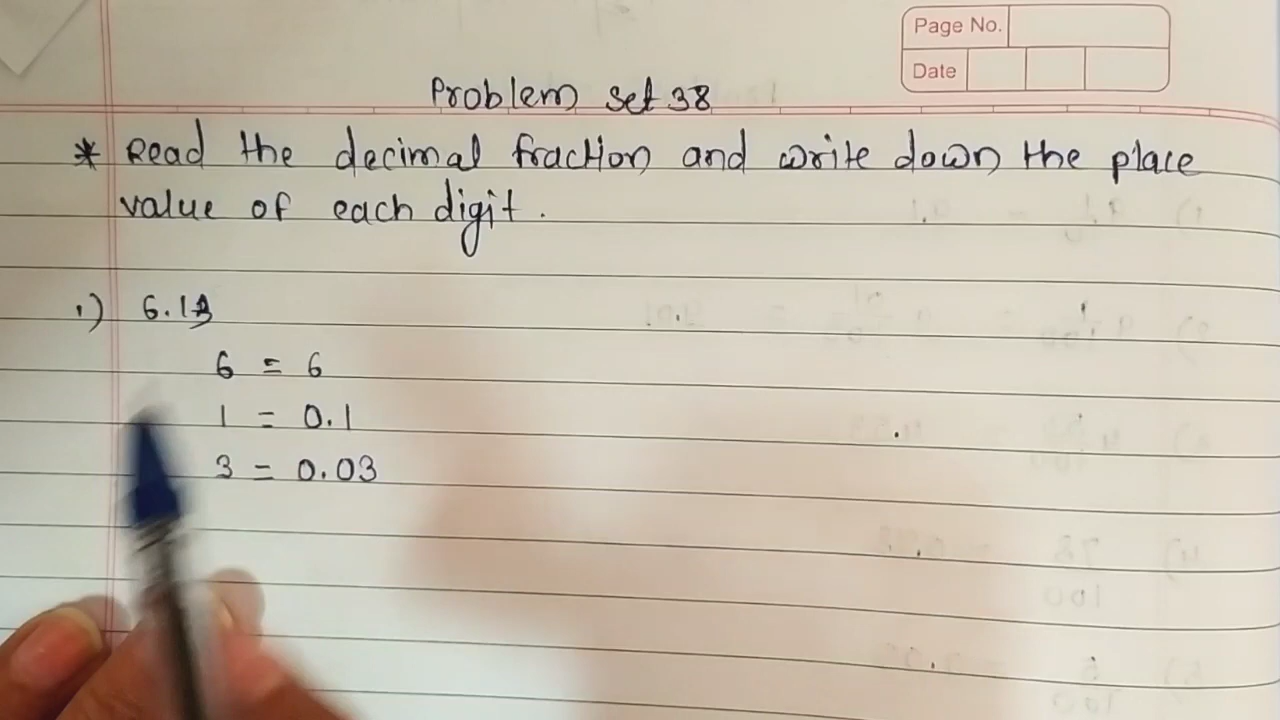 Page No.
Date
Problem set 38
* Read the decimal fraction and write down the place
value of each digit.
1.) 6.13
6 = 6
1 = 0.1
3 = 0.03